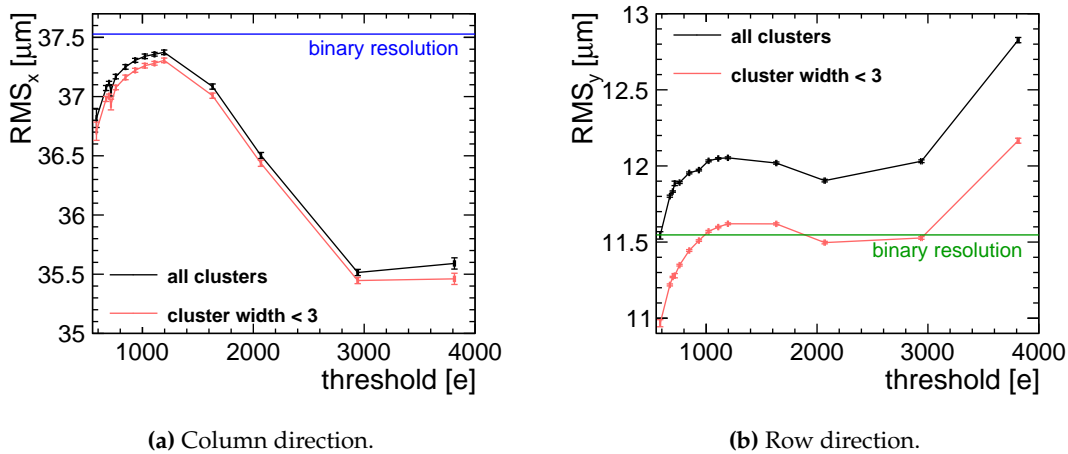 RMS_x [μm]
37.5
37
36.5
36
35.5
35
binary resolution
all clusters
cluster width < 3
1000 2000 3000 4000
threshold [e]
(a) Column direction.
RMS_y [μm]
13
12.5
12
11.5
11
all clusters
cluster width < 3
binary resolution
1000 2000 3000 4000
threshold [e]
(b) Row direction.